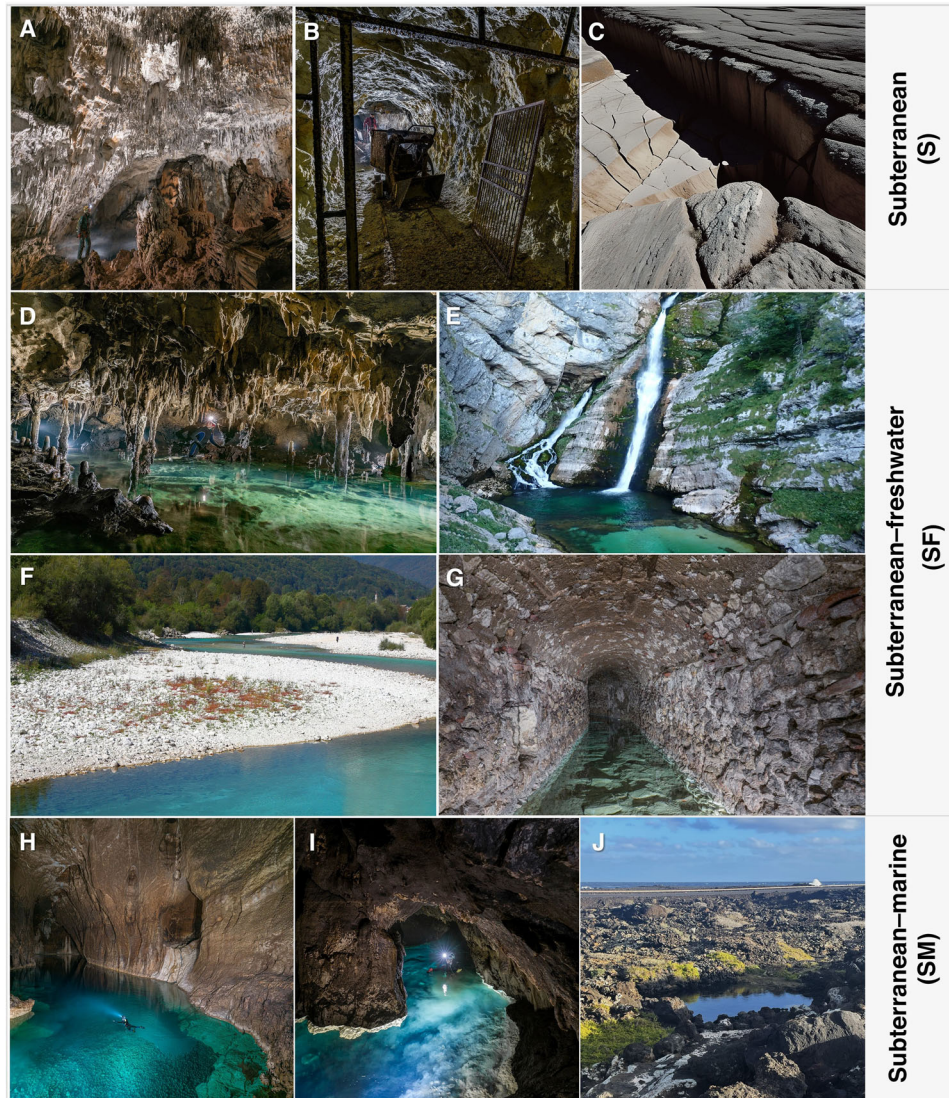 A
B
C
Subterranean
(S)
D
E
Subterranean–freshwater
(SF)
F
G
H
I
J
Subterranean–marine
(SM)